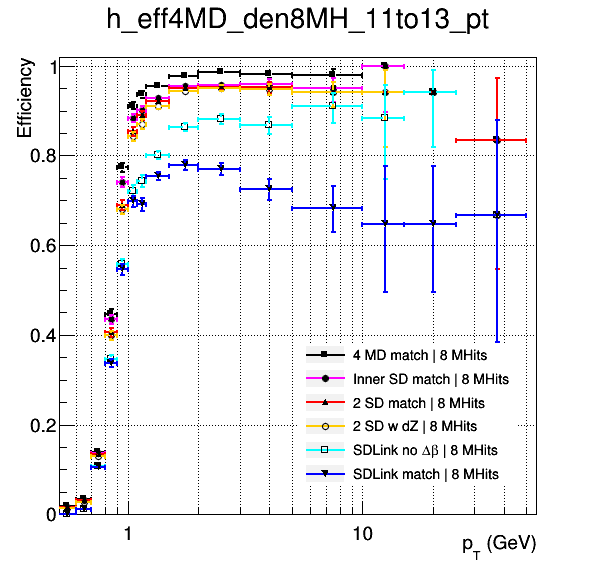 h_eff4MD_den8MH_11to13_pt
Efficiency
1
0.8
0.6
0.4
0.2
0
4 MD match | 8 MHits
Inner SD match | 8 MHits
2 SD match | 8 MHits
2 SD w dZ | 8 MHits
SDLink no Δβ | 8 MHits
SDLink match | 8 MHits
1 10
p_T (GeV)